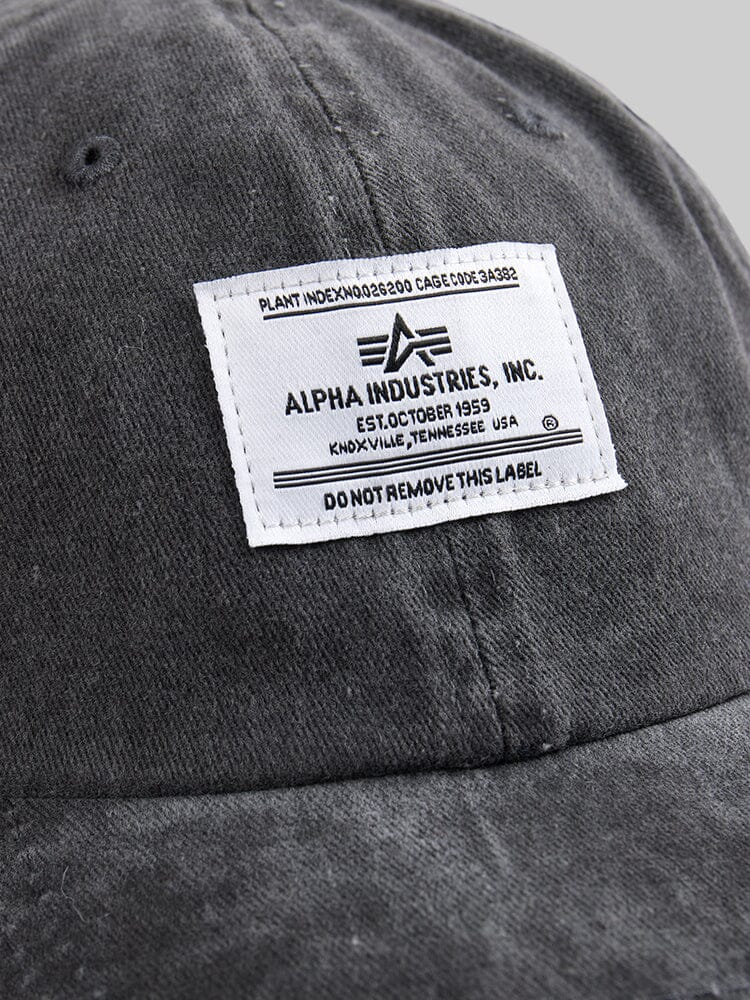 PLANT INDEXNO.026200 CAGE CODE 3A382
ALPHA INDUSTRIES, INC.
EST.OCTOBER 1959
KNOXVILLE, TENNESSEE USA ®
DO NOT REMOVE THIS LABEL